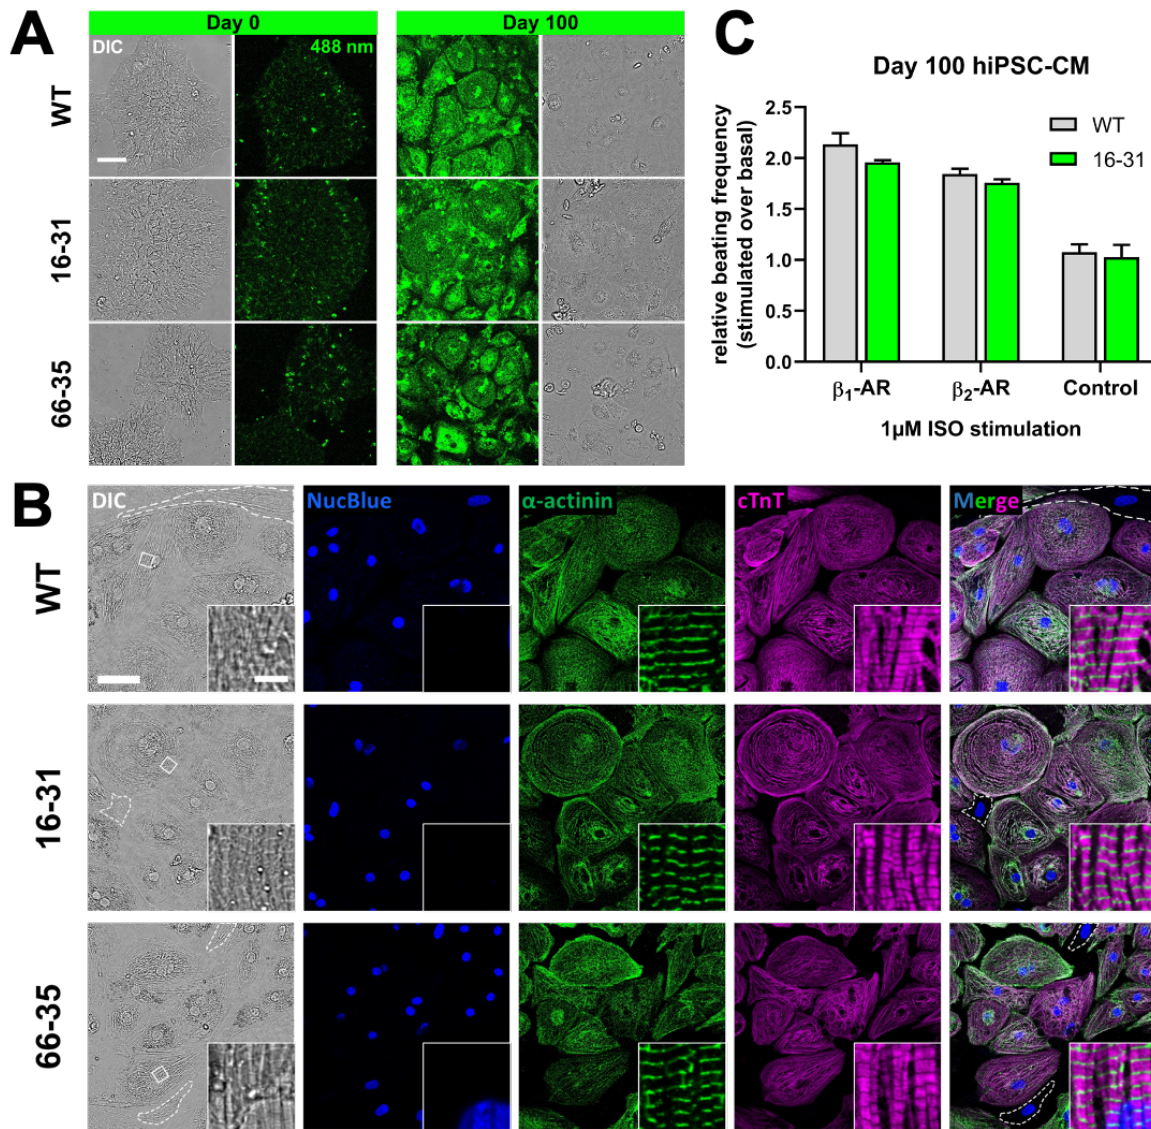 A
Day 0
Day 100
DIC
488 nm
WT
16-31
66-35
C
Day 100 hiPSC-CM
relative beating frequency
(stimulated over basal)
2.5
2.0
1.5
1.0
0.5
0.0
WT
16-31
β₁-AR
β₂-AR
Control
1µM ISO stimulation
B
DIC
NucBlue
α-actinin
cTnT
Merge
WT
16-31
66-35